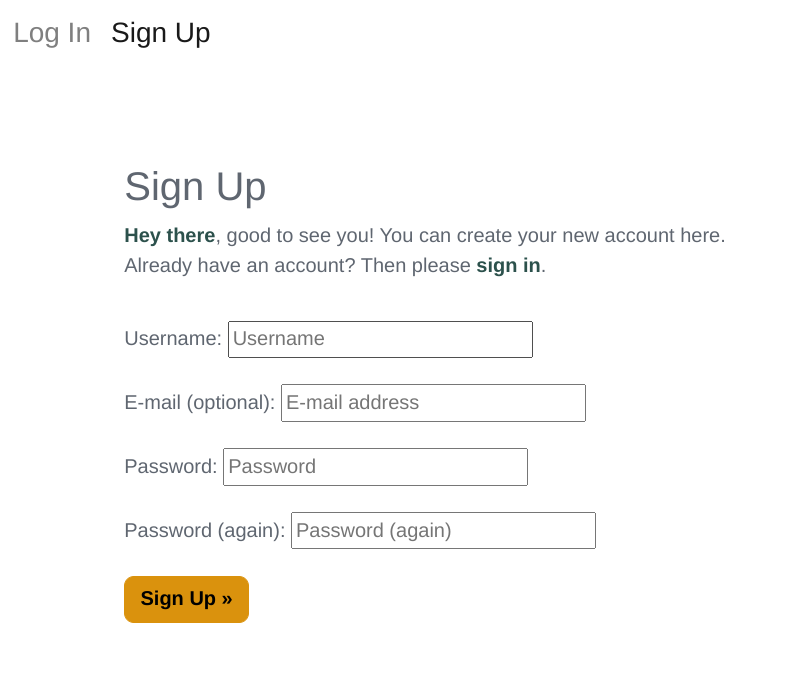 Log In Sign Up
Sign Up
Hey there, good to see you! You can create your new account here.
Already have an account? Then please sign in.
Username: Username
E-mail (optional): E-mail address
Password: Password
Password (again): Password (again)
Sign Up »